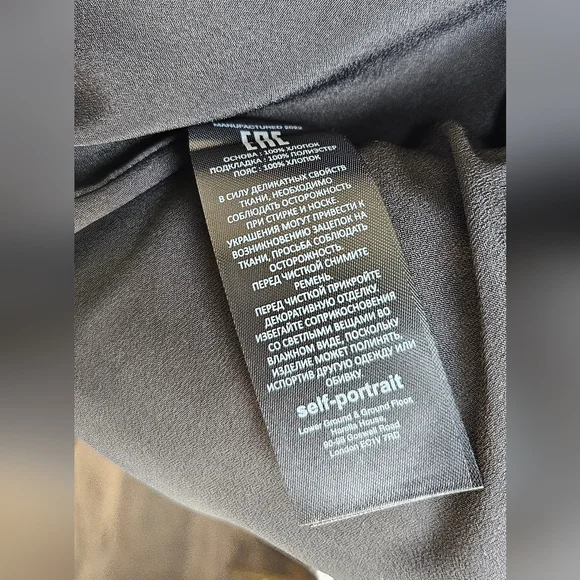 MANUFACTURED 2022
EAC
ОСНОВА : 100% ХЛОПОК
ПОДКЛАДКА : 100% ПОЛИЭСТЕР
ПОЯС : 100% ХЛОПОК
В СИЛУ ДЕЛИКАТНЫХ СВОЙСТВ
ТКАНИ, НЕОБХОДИМО
СОБЛЮДАТЬ ОСТОРОЖНОСТЬ
ПРИ СТИРКЕ И НОСКЕ
УКРАШЕНИЯ МОГУТ ПРИВЕСТИ К
ВОЗНИКНОВЕНИЮ ЗАЦЕПОК НА
ТКАНИ, ПРОСЬБА СОБЛЮДАТЬ
ОСТОРОЖНОСТЬ.
ПЕРЕД ЧИСТКОЙ СНИМИТЕ
РЕМЕНЬ.
ПЕРЕД ЧИСТКОЙ ПРИКРОЙТЕ
ДЕКОРАТИВНУЮ ОТДЕЛКУ.
ИЗБЕГАЙТЕ СОПРИКОСНОВЕНИЯ
СО СВЕТЛЫМИ ВЕЩАМИ ВО
ВЛАЖНОМ ВИДЕ, ПОСКОЛЬКУ
ИЗДЕЛИЕ МОЖЕТ ПОЛИНЯТЬ,
ИСПОРТИВ ДРУГУЮ ОДЕЖДУ ИЛИ
ОБИВКУ.
self-portrait
Lower Ground & Ground Floor,
House
Road
London EC1V 7RD